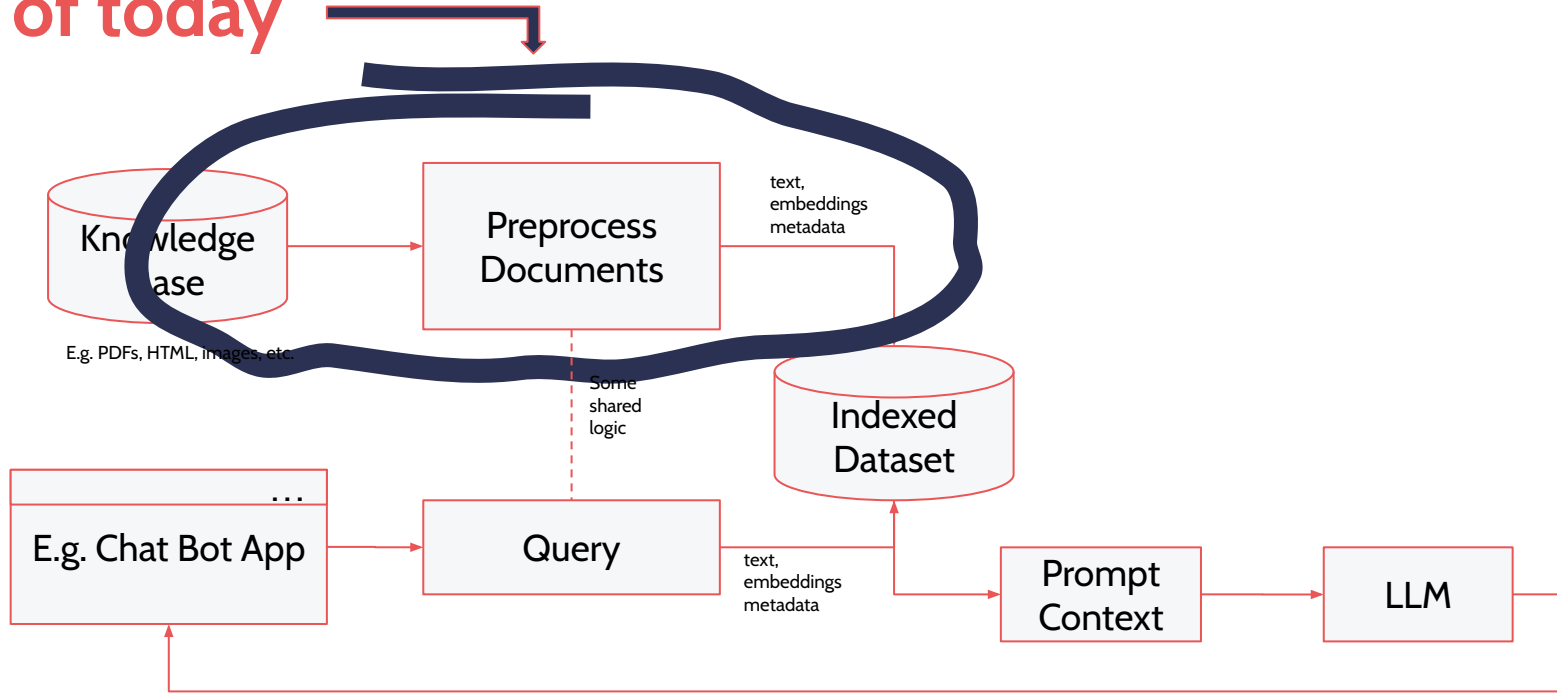 of today
text,
embeddings
metadata
Preprocess
Documents
Knowledge
ase
E.g. PDFs, HTML, images, etc.
Some
shared
logic
Indexed
Dataset
...
E.g. Chat Bot App
Query
text,
embeddings
metadata
Prompt
Context
LLM